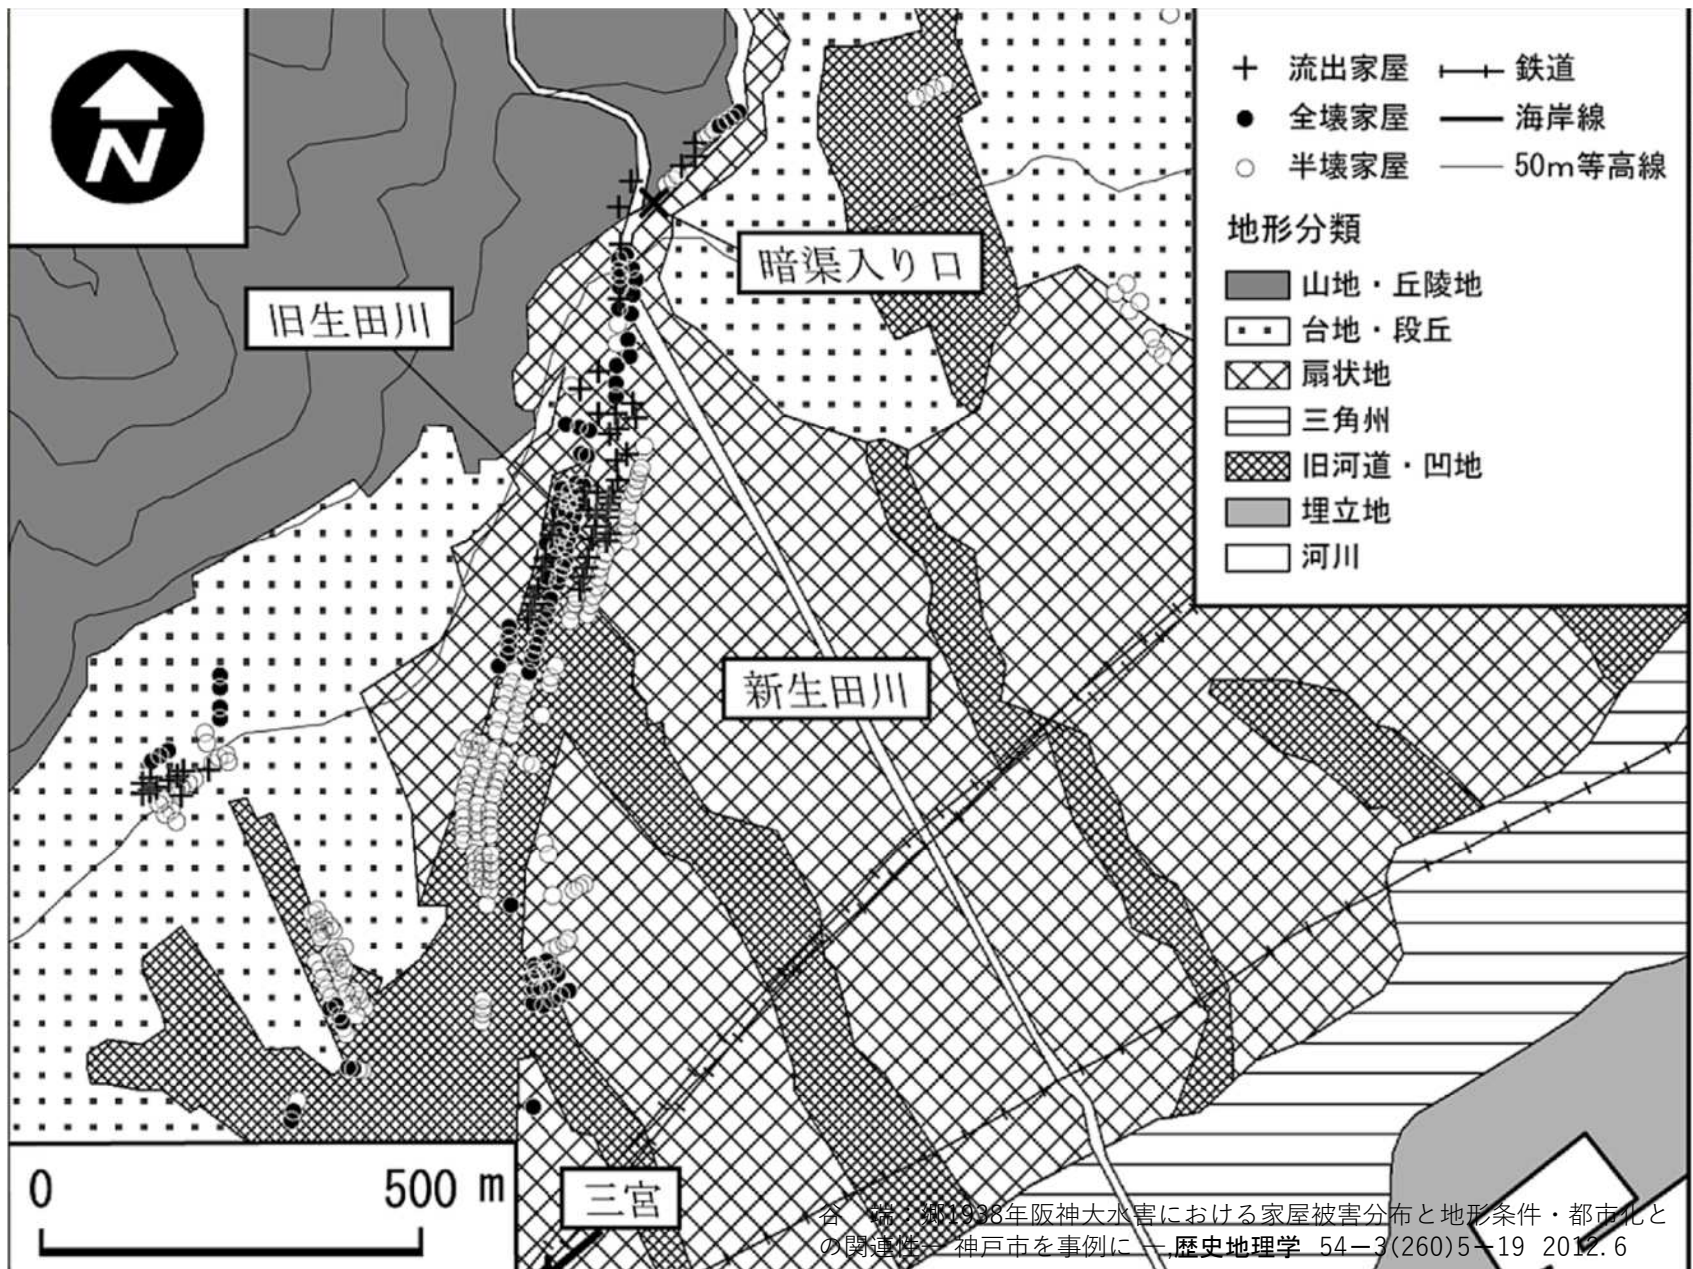 N
流出家屋
鉄道
全壊家屋
海岸線
半壊家屋
50m等高線
地形分類
山地・丘陵地
台地・段丘
扇状地
三角州
旧河道・凹地
埋立地
河川
暗渠入り口
旧生田川
新生田川
三宮
0
500 m
谷 端 郷1938年阪神大水害における家屋被害分布と地形条件・都市化と
の関連性― 神戸市を事例に ―,歴史地理学 54−3(260)5−19 2012.6